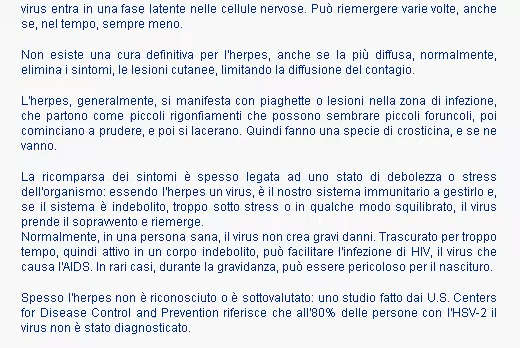 virus entra in una fase latente nelle cellule nervose. Può riemergere varie volte, anche
se, nel tempo, sempre meno.
Non esiste una cura definitiva per l'herpes, anche se la più diffusa, normalmente,
elimina i sintomi, le lesioni cutanee, limitando la diffusione del contagio.
L'herpes, generalmente, si manifesta con piaghette o lesioni nella zona di infezione,
che partono come piccoli rigonfiamenti che possono sembrare piccoli foruncoli, poi
cominciano a prudere, e poi si lacerano. Quindi fanno una specie di crosticina, e se ne
vanno.
La ricomparsa dei sintomi è spesso legata ad uno stato di debolezza o stress
dell'organismo: essendo l'herpes un virus, è il nostro sistema immunitario a gestirlo e,
se il sistema è indebolito, troppo sotto stress o in qualche modo squilibrato, il virus
prende il sopravvento e riemerge.
Normalmente, in una persona sana, il virus non crea gravi danni. Trascurato per troppo
tempo, quindi attivo in un corpo indebolito, può facilitare l'infezione di HIV, il virus che
causa l'AIDS. In rari casi, durante la gravidanza, può essere pericoloso per il nascituro.
Spesso l'herpes non è riconosciuto o è sottovalutato: uno studio fatto dai U.S. Centers
for Disease Control and Prevention riferisce che all'80% delle persone con l'HSV-2 il
virus non è stato diagnosticato.